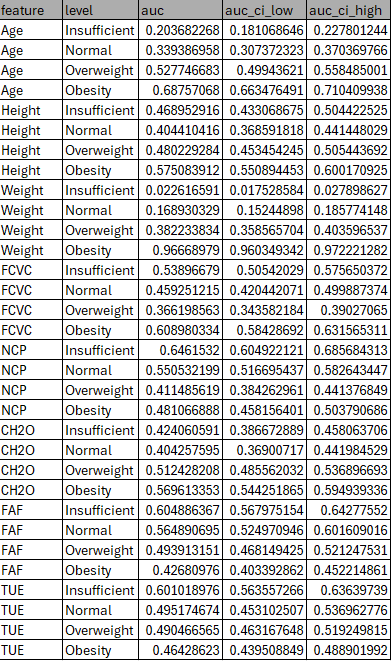 feature level auc auc_ci_low auc_ci_high
Age Insufficient 0.203682268 0.181068646 0.227801244
Age Normal 0.339386958 0.307372323 0.370369766
Age Overweight 0.527746683 0.49943621 0.558485001
Age Obesity 0.68757068 0.663476491 0.710409938
Height Insufficient 0.468952916 0.433068675 0.504422525
Height Normal 0.404410416 0.368591818 0.441448029
Height Overweight 0.480229284 0.453454245 0.505443692
Height Obesity 0.575083912 0.550894453 0.600170925
Weight Insufficient 0.022616591 0.017528584 0.027898627
Weight Normal 0.168930329 0.15244898 0.185774148
Weight Overweight 0.382233834 0.358565704 0.403596537
Weight Obesity 0.96668979 0.960349342 0.972221282
FCVC Insufficient 0.53896679 0.50542029 0.575650372
FCVC Normal 0.459251215 0.420442071 0.499887374
FCVC Overweight 0.366198563 0.343582184 0.39027065
FCVC Obesity 0.608980334 0.58428692 0.631565311
NCP Insufficient 0.6461532 0.604922121 0.685684313
NCP Normal 0.550532199 0.516695437 0.582643447
NCP Overweight 0.411485619 0.384262961 0.441376849
NCP Obesity 0.481066888 0.458156401 0.503790686
CH2O Insufficient 0.424060591 0.386672889 0.458063706
CH2O Normal 0.404257595 0.36900717 0.441984529
CH2O Overweight 0.512428208 0.485562032 0.536896693
CH2O Obesity 0.569613353 0.544251865 0.594939336
FAF Insufficient 0.604886367 0.567975154 0.64277552
FAF Normal 0.564890695 0.524970946 0.601609016
FAF Overweight 0.493913151 0.468149425 0.521247531
FAF Obesity 0.42680976 0.403392862 0.452214861
TUE Insufficient 0.601018976 0.563557266 0.63639739
TUE Normal 0.495174674 0.453102507 0.536962776
TUE Overweight 0.490466565 0.463167648 0.519249815
TUE Obesity 0.46428623 0.439508849 0.488901992